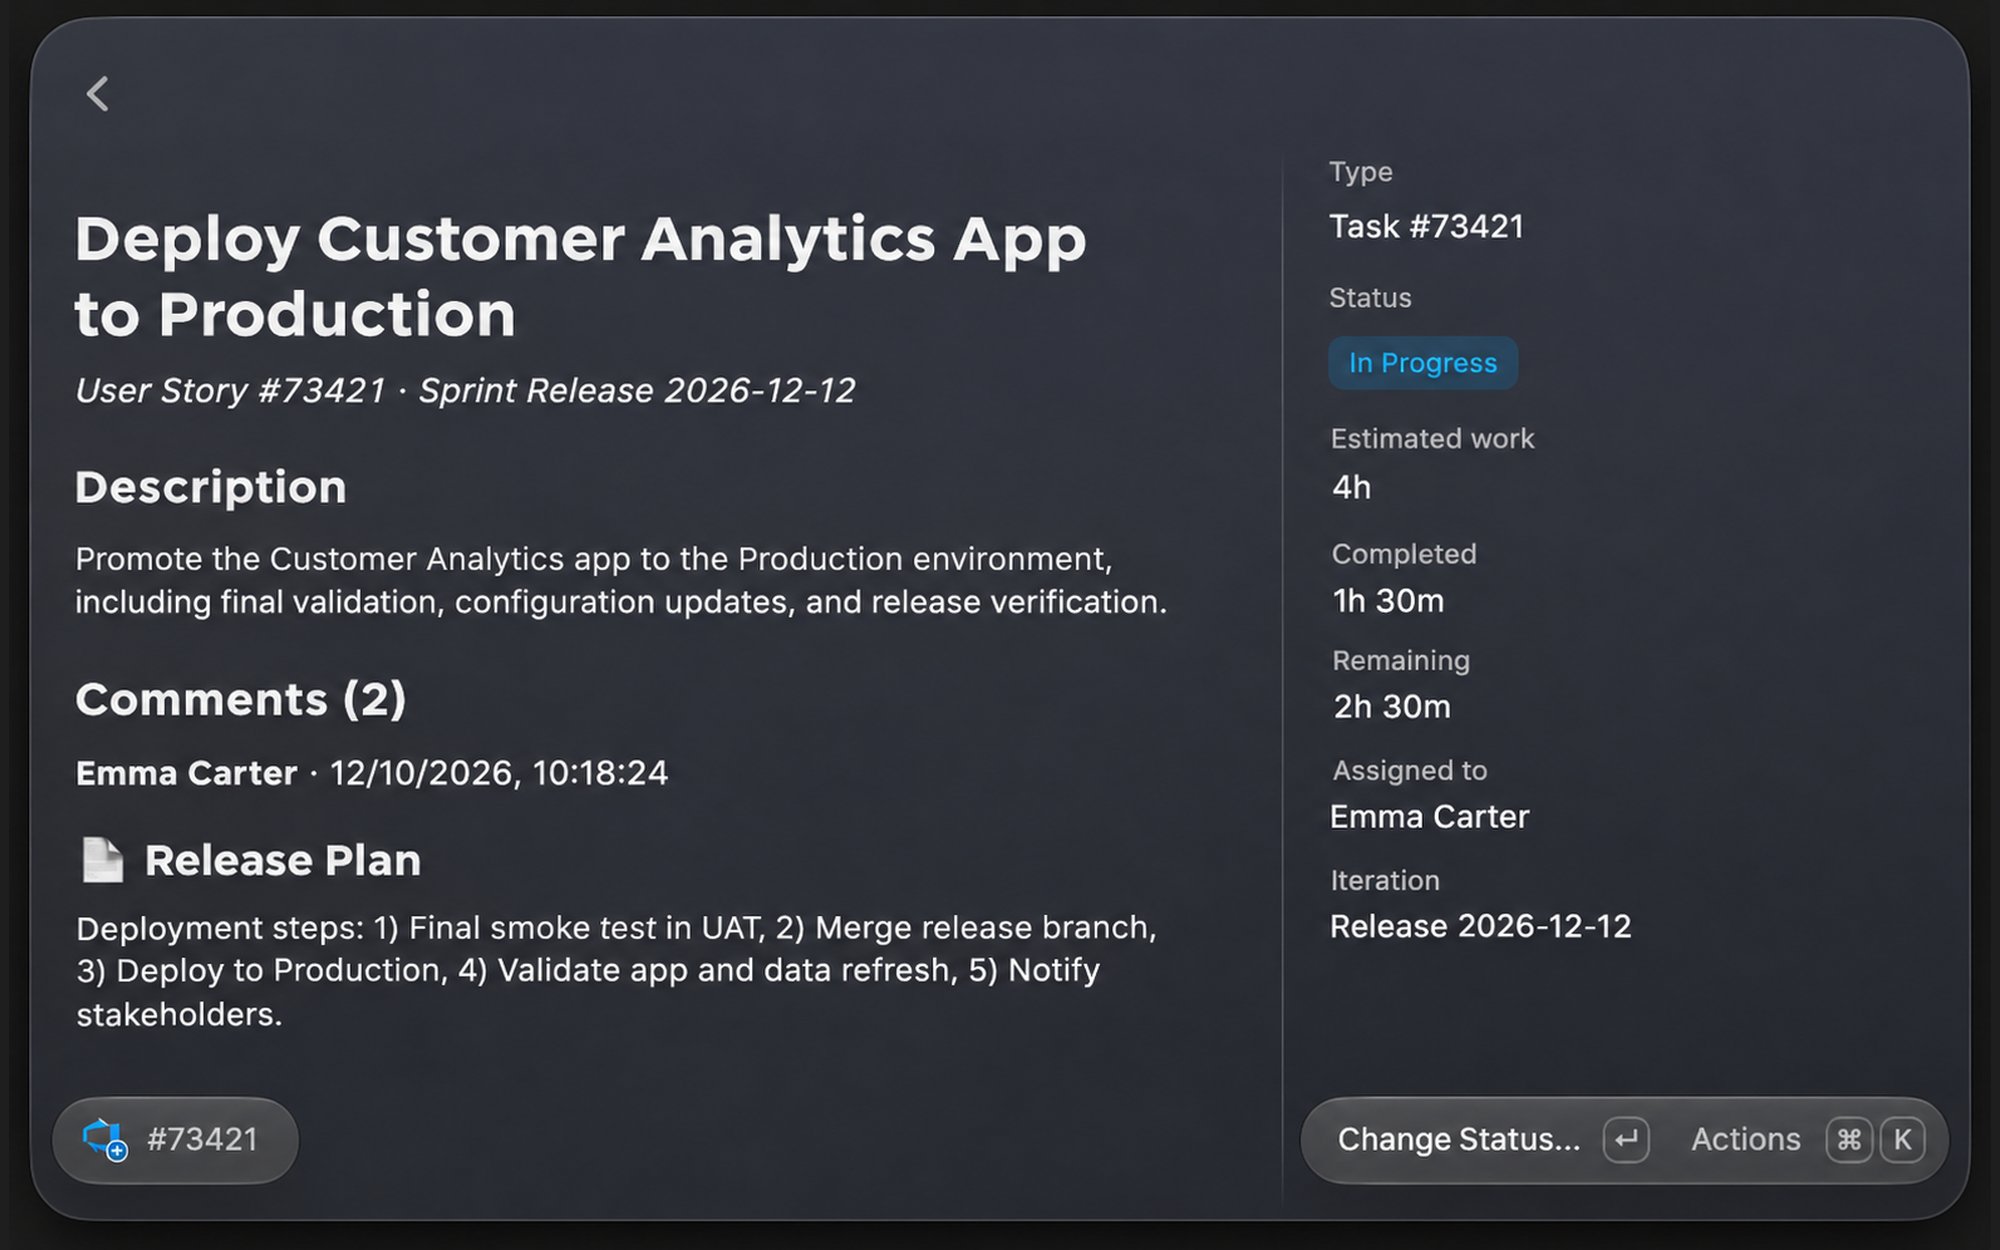 Deploy Customer Analytics App
to Production
User Story #73421 · Sprint Release 2026-12-12
Description
Promote the Customer Analytics app to the Production environment,
including final validation, configuration updates, and release verification.
Comments (2)
Emma Carter · 12/10/2026, 10:18:24
Release Plan
Deployment steps: 1) Final smoke test in UAT, 2) Merge release branch,
3) Deploy to Production, 4) Validate app and data refresh, 5) Notify
stakeholders.
#73421
Type
Task #73421
Status
In Progress
Estimated work
4h
Completed
1h 30m
Remaining
2h 30m
Assigned to
Emma Carter
Iteration
Release 2026-12-12
Change Status... ↵ Actions ⌘ K